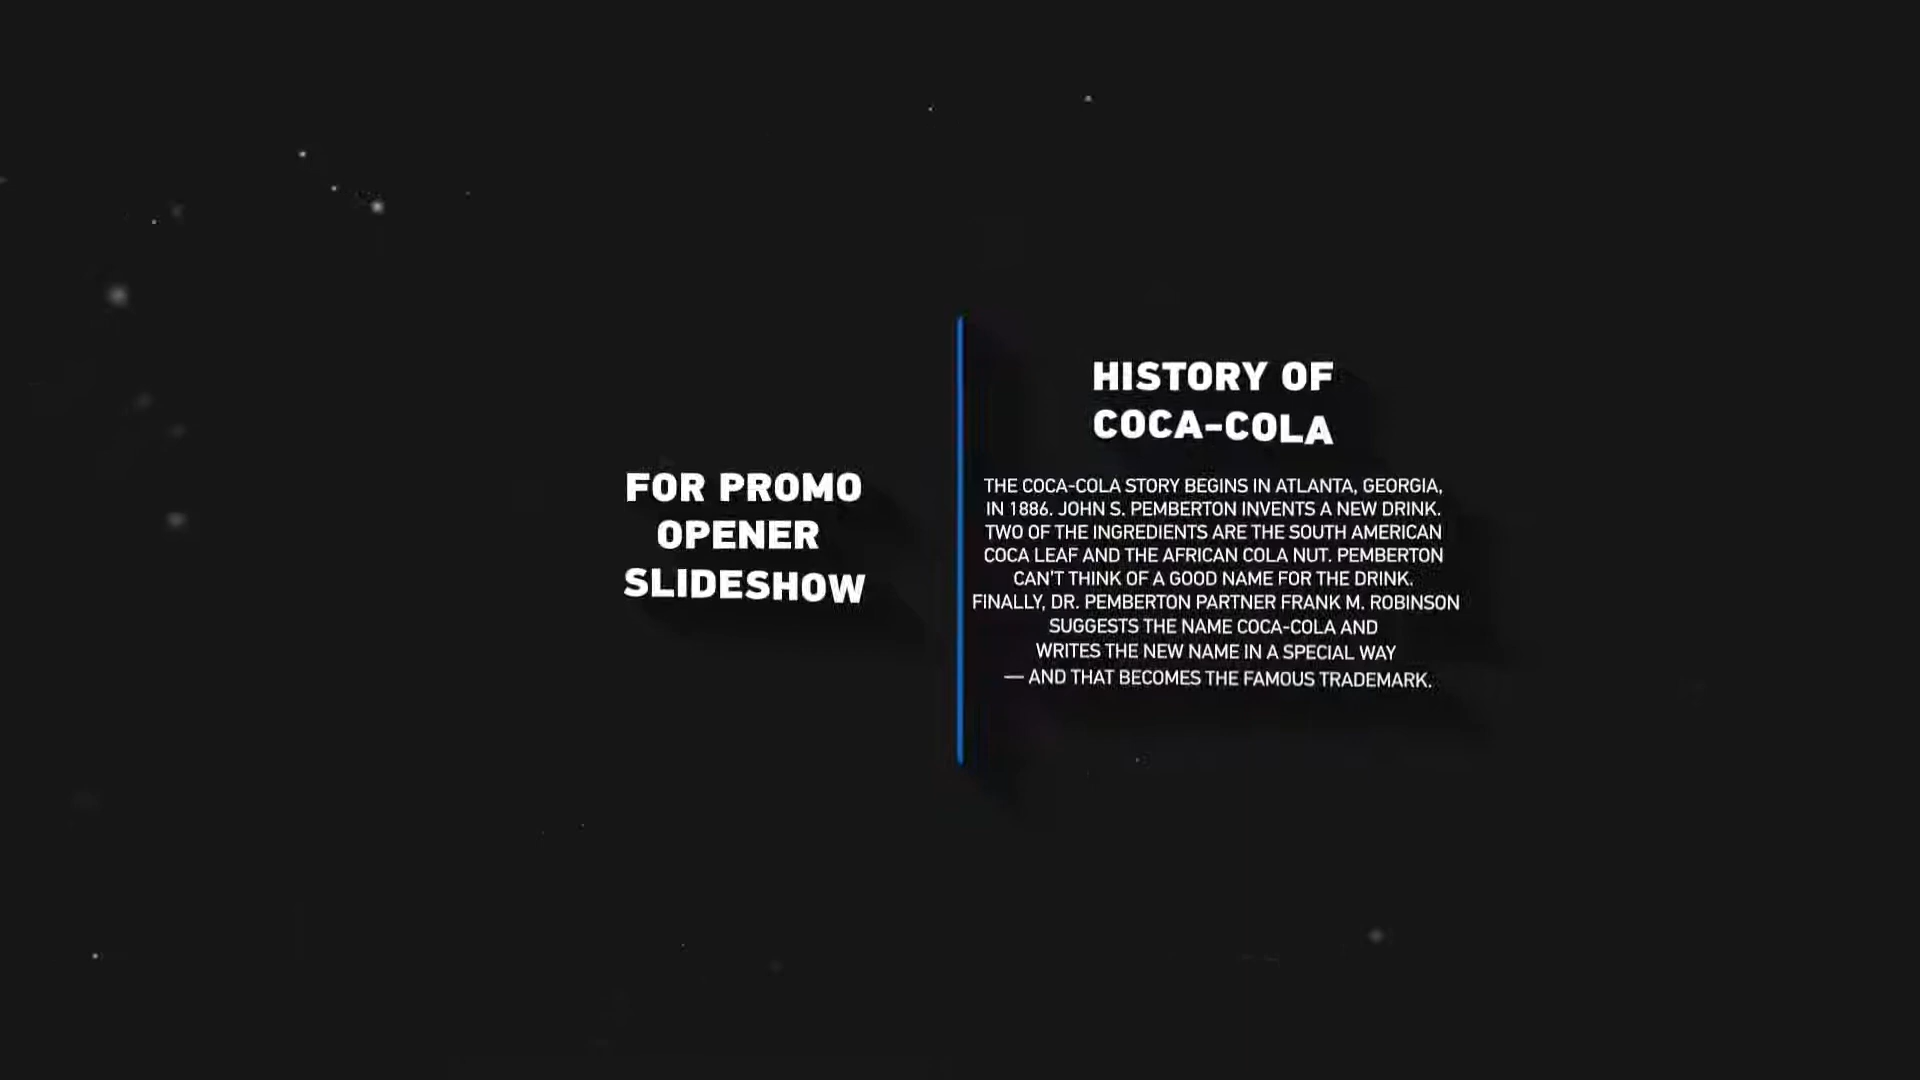 FOR PROMO
OPENER
SLIDESHOW
HISTORY OF
COCA-COLA
THE COCA-COLA STORY BEGINS IN ATLANTA, GEORGIA,
IN 1886. JOHN S. PEMBERTON INVENTS A NEW DRINK.
TWO OF THE INGREDIENTS ARE THE SOUTH AMERICAN
COCA LEAF AND THE AFRICAN COLA NUT. PEMBERTON
CAN'T THINK OF A GOOD NAME FOR THE DRINK.
FINALLY, DR. PEMBERTON PARTNER FRANK M. ROBINSON
SUGGESTS THE NAME COCA-COLA AND
WRITES THE NEW NAME IN A SPECIAL WAY
— AND THAT BECOMES THE FAMOUS TRADEMARK.